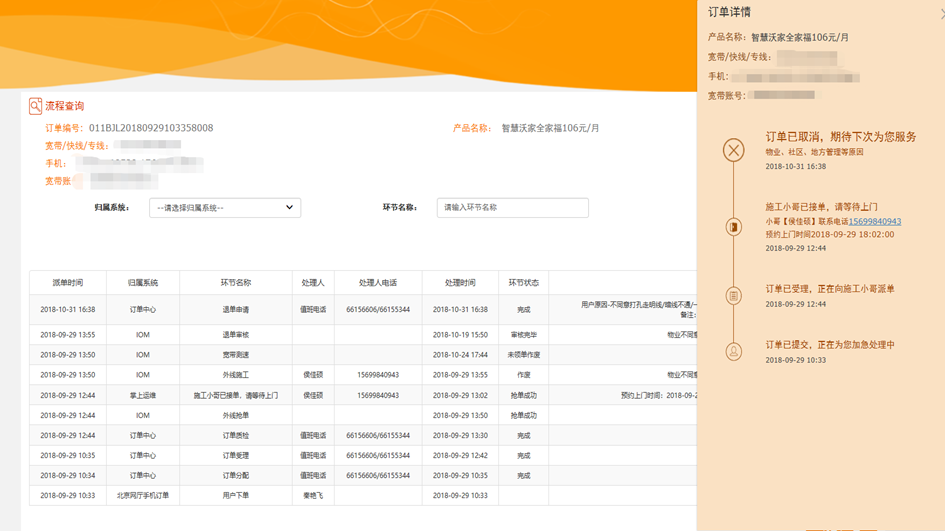 流程查询
订单编号: 011BJL20180929103358008
产品名称: 智慧沃家全家福106元/月
宽带/快线/专线:
手机:
宽带账
归属系统: --请选择归属系统--
环节名称: 请输入环节名称
派单时间 归属系统 环节名称 处理人 处理人电话 处理时间 环节状态
2018-10-31 16:38 订单中心 退单申请 值班电话 66156606/66155344 2018-10-31 16:38 完成 用户原因-不同意打孔走胡线/墙线不通/一
备注:
2018-09-29 13:55 IOM 退单审核 2018-10-19 15:50 审核完毕 物业不同意
2018-09-29 13:50 IOM 宽带测速 2018-10-24 17:44 未领单作废
2018-09-29 13:50 IOM 外线施工 侯佳硕 15699840943 2018-09-29 13:55 作废 物业不同意
2018-09-29 12:44 掌上运维 施工小哥已接单，请等待上门 侯佳硕 15699840943 2018-09-29 13:02 抢单成功 预约上门时间: 2018-09-2
2018-09-29 12:44 IOM 外线抢单 2018-09-29 13:50 抢单成功
2018-09-29 12:44 订单中心 订单质检 值班电话 66156606/66155344 2018-09-29 13:30 完成
2018-09-29 10:35 订单中心 订单受理 值班电话 66156606/66155344 2018-09-29 12:42 完成
2018-09-29 10:34 订单中心 订单分配 值班电话 66156606/66155344 2018-09-29 10:35 完成
2018-09-29 10:33 北京网厅手机订单 用户下单 秦艳飞 2018-09-29 10:33
订单详情
产品名称: 智慧沃家全家福106元/月
宽带/快线/专线:
手机:
宽带账号:
订单已取消，期待下次为您服务
物业、社区、地方管理等原因
2018-10-31 16:38
施工小哥已接单，请等待上门
小哥【侯佳硕】联系电话15699840943
预约上门时间2018-09-29 18:02:00
2018-09-29 12:44
订单已受理，正在向施工小哥派单
2018-09-29 12:44
订单已提交，正在为您加急处理中
2018-09-29 10:33